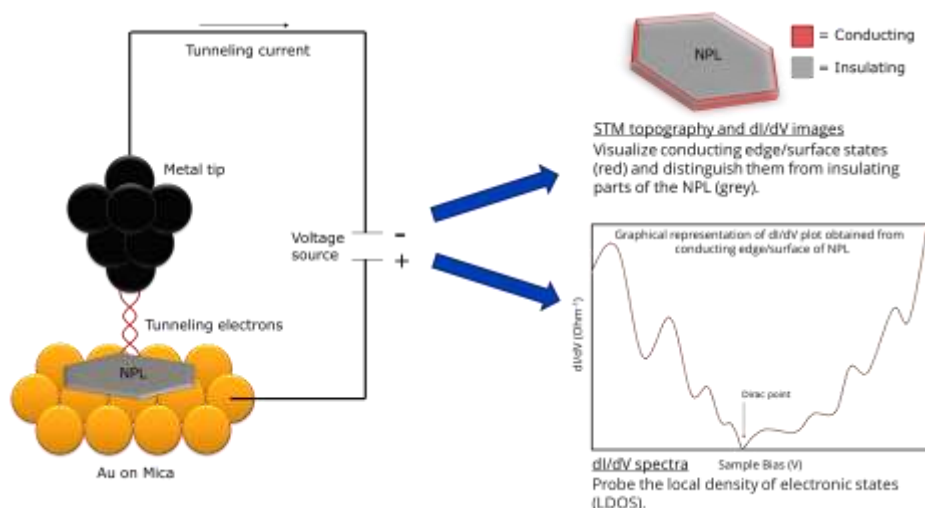 Tunneling current
Metal tip
Voltage
source
-
+
Tunneling electrons
NPL
Au on Mica
NPL
= Conducting
= Insulating
STM topography and dI/dV images
Visualize conducting edge/surface states
(red) and distinguish them from insulating
parts of the NPL (grey).
Graphical representation of dI/dV plot obtained from
conducting edge/surface of NPL
dI/dV (Ohm⁻¹)
Dirac point
Sample Bias (V)
dI/dV spectra
Probe the local density of electronic states
(LDOS).